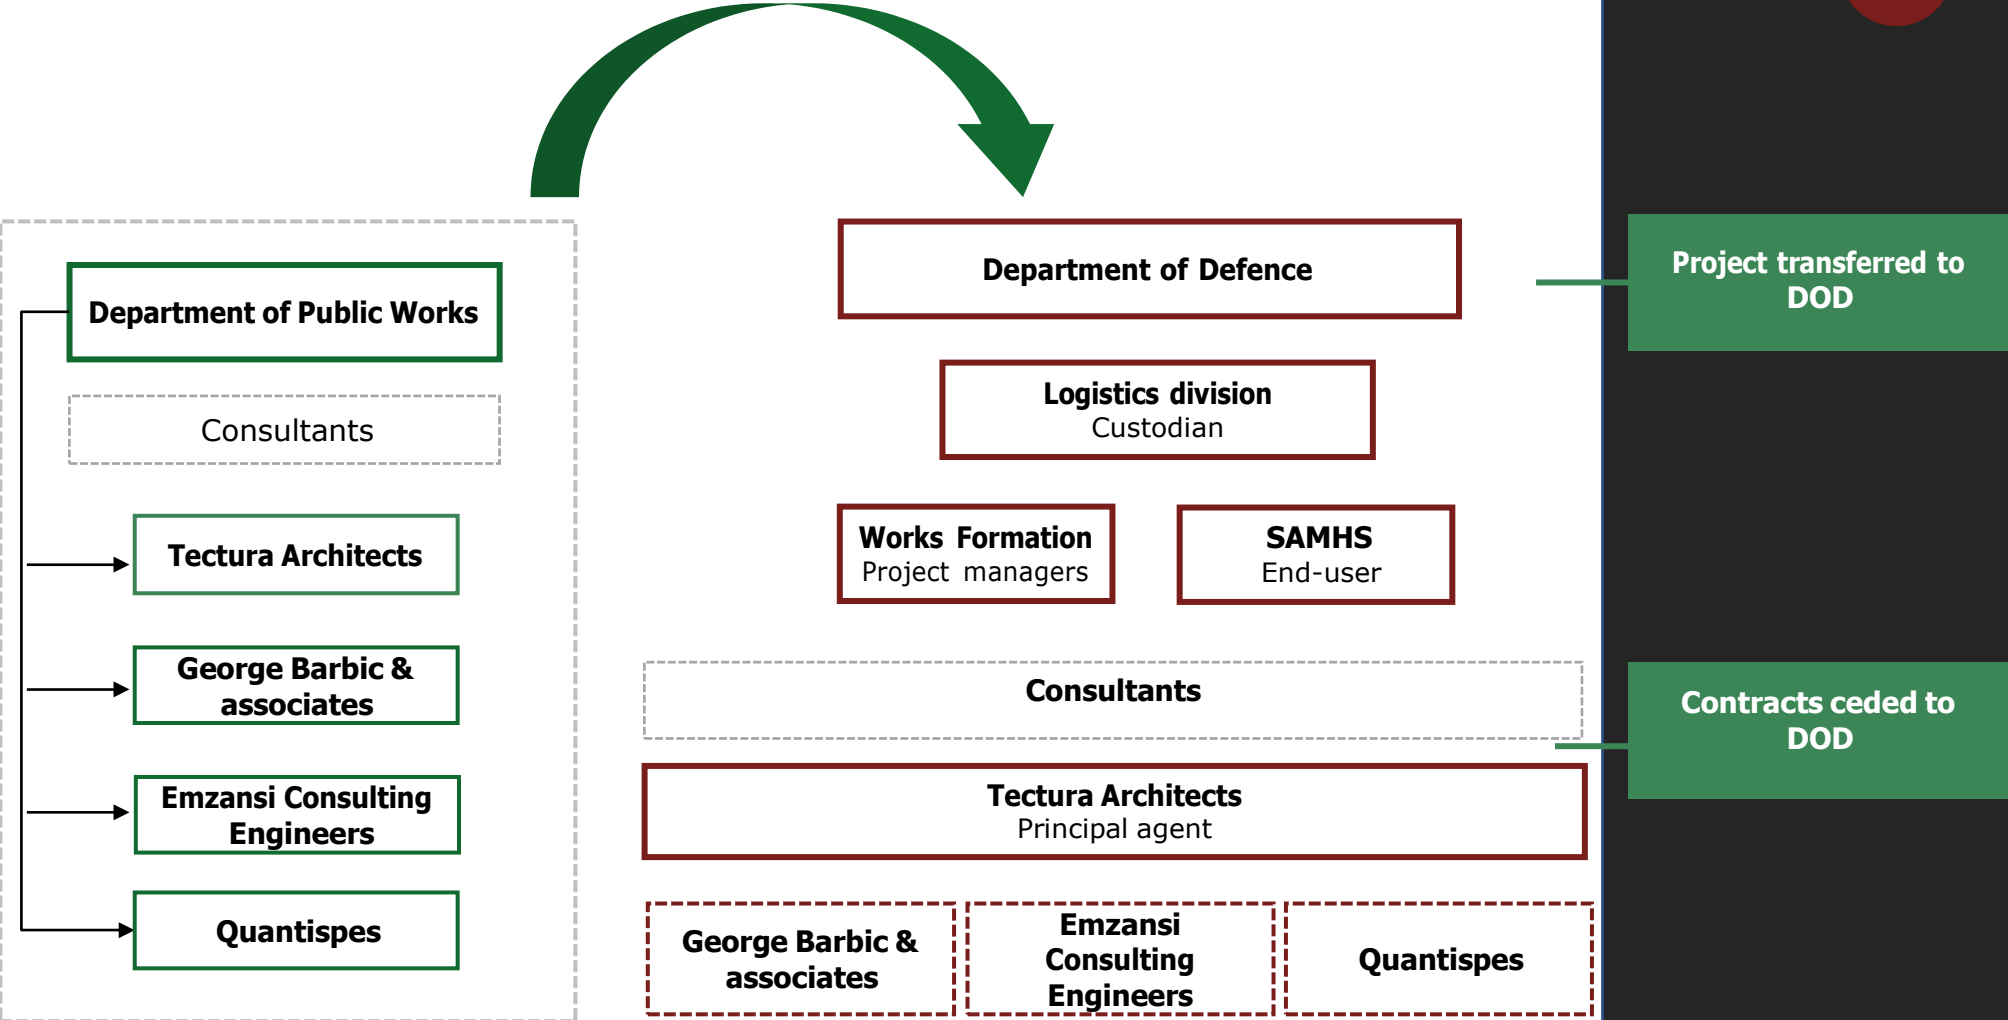 Department of Public Works
Consultants
Tectura Architects
George Barbic &
associates
Emzansi Consulting
Engineers
Quantispes
Department of Defence
Logistics division
Custodian
Works Formation
Project managers
SAMHS
End-user
Consultants
Tectura Architects
Principal agent
George Barbic &
associates
Emzansi
Consulting
Engineers
Quantispes
Project transferred to
DOD
Contracts ceded to
DOD